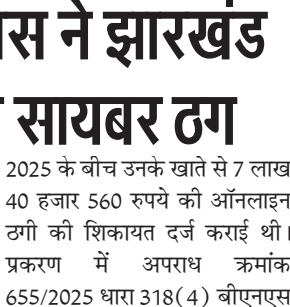 ने झारखंड
सायबर ठग
2025 के बीच उनके खाते से 7 लाख
40 हजार 560 रुपये की ऑनलाइन
ठगी की शिकायत दर्ज कराई थी।
प्रकरण में अपराध क्रमांक
655/2025 धारा 318(4) बीएनएस